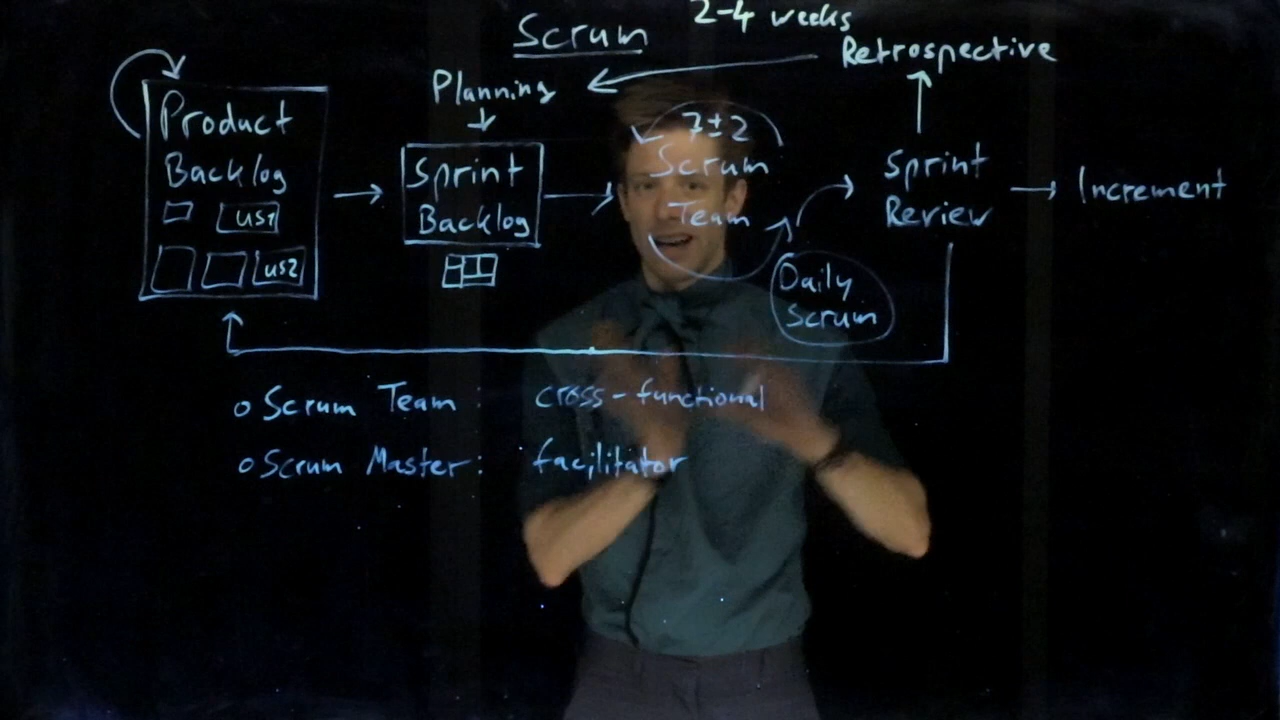 Scrum
2-4 weeks
Retrospective
Planning
Product
Backlog
US1
US2
Sprint
Backlog
7±2
Scrum
Team
Daily
Scrum
Sprint
Review
Increment
o Scrum Team : cross-functional
o Scrum Master: facilitator